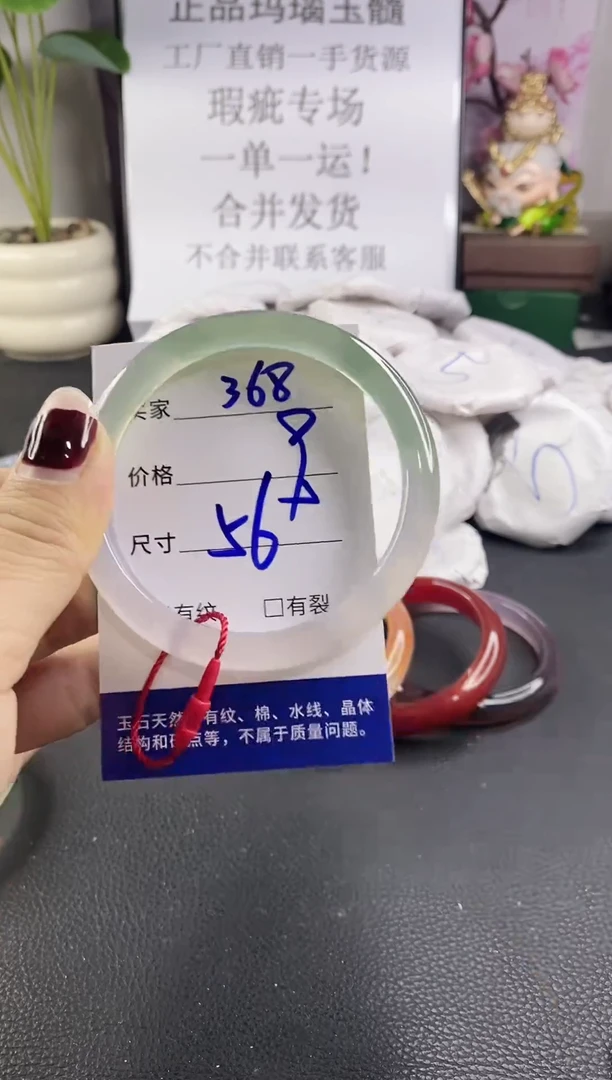 正品玛瑙玉髓
工厂直销一手货源
瑕疵专场
一单一运!
合并发货
不合并联系客服
家 368
价格
尺寸 56
有纹 □有裂
玉石天然 有纹、棉、水线、晶体
结构和 点等，不属于质量问题。
5
5